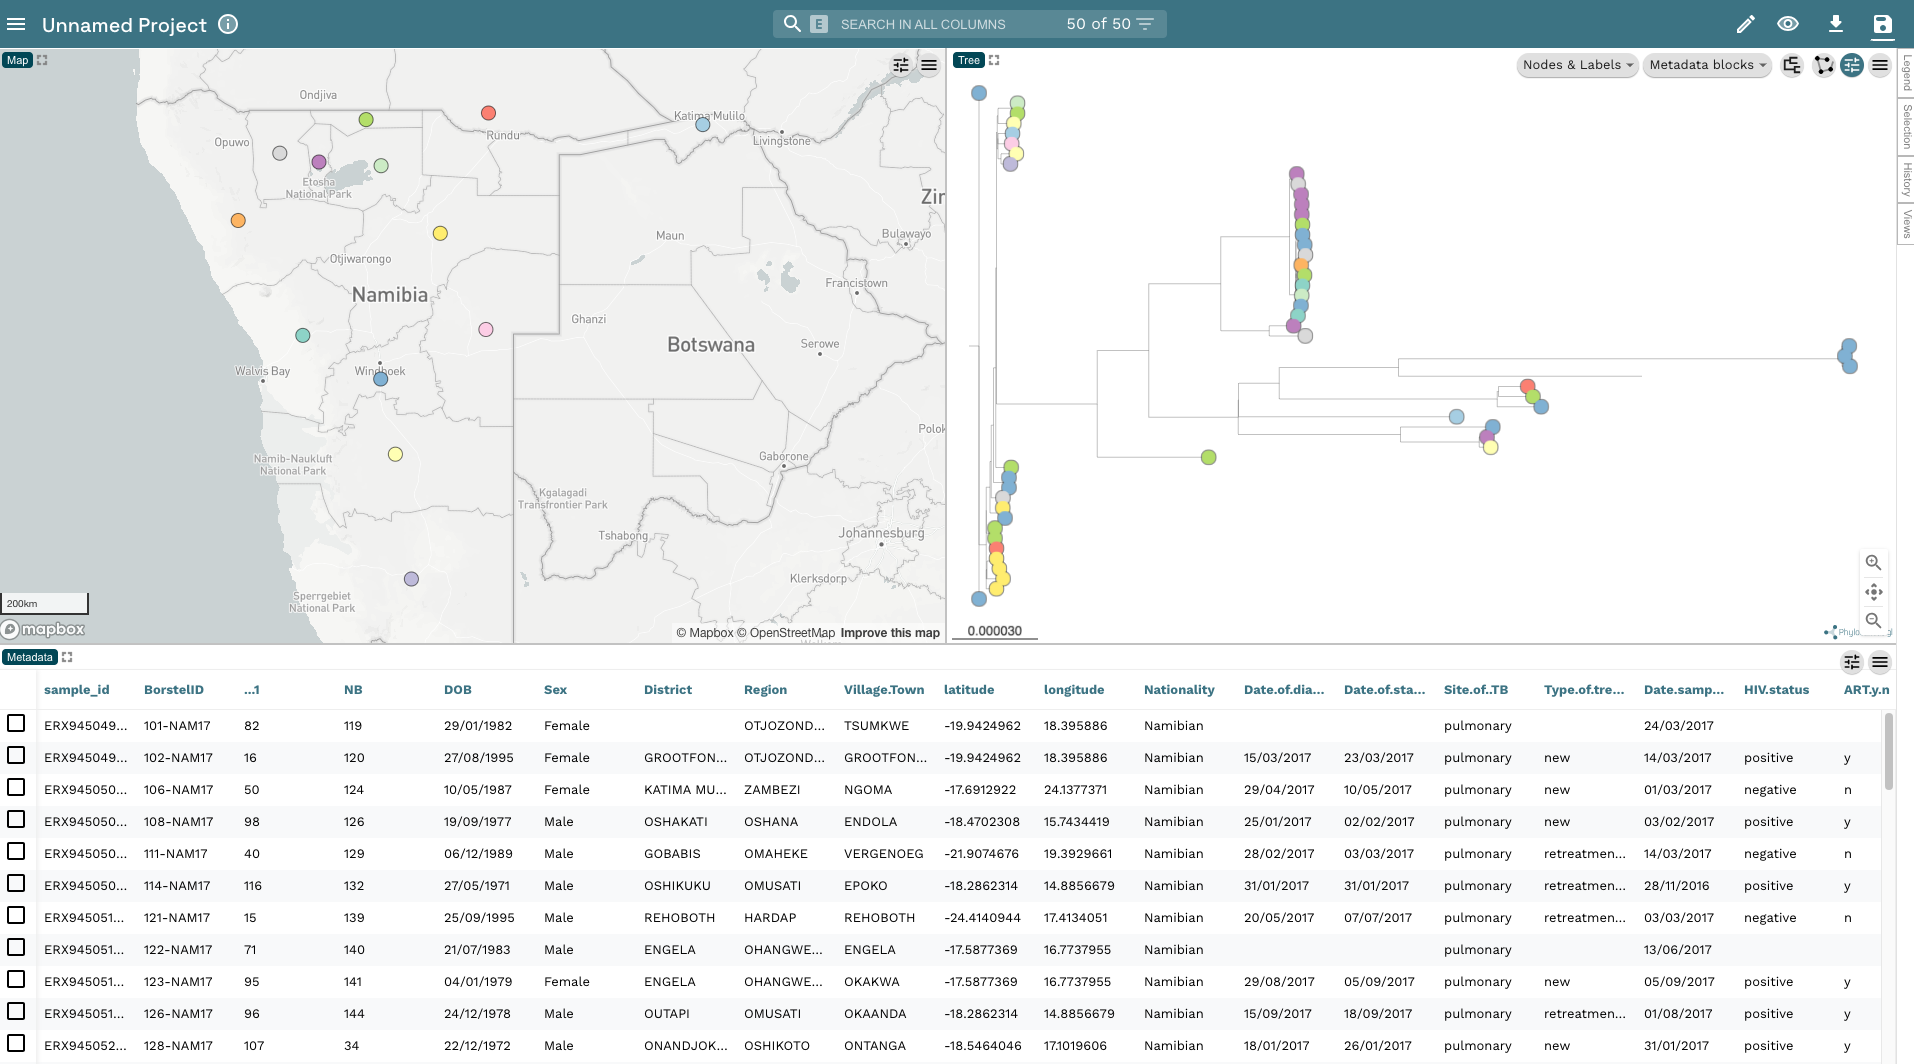 Unnamed Project
E SEARCH IN ALL COLUMNS 50 of 50
Map
Tree
Nodes & Labels
Metadata blocks
Legend
Selection
History
Views
Ondjiva
Katima Mulilo
Rundu
Livingstone
Opuwo
Etosha
National Park
Zir
Maun
Bulawayo
Otjiwarongo
Namibia
Francistown
Ghanzi
Botswana
Serowe
Walvis Bay
Windhoek
Polok
Namib-Naukluft
National Park
Gaborone
Kgalagadi
Transfrontier Park
Tshabong
Johannesburg
Klerksdorp
Sperrgebiet
National Park
200km
mapbox
© Mapbox © OpenStreetMap Improve this map
0.000030
Metadata
sample_id BorstelID ...1 NB DOB Sex District Region Village.Town latitude longitude Nationality Date.of.dia... Date.of.sta... Site.of..TB Type.of.tre... Date.samp... HIV.status ART.y.n
ERX945049... 101-NAM17 82 119 29/01/1982 Female OTJOZOND... TSUMKWE -19.9424962 18.395886 Namibian pulmonary 24/03/2017
ERX945049... 102-NAM17 16 120 27/08/1995 Female GROOTFON... OTJOZOND... GROOTFON... -19.9424962 18.395886 Namibian 15/03/2017 23/03/2017 pulmonary new 14/03/2017 positive y
ERX945050... 106-NAM17 50 124 10/05/1987 Female KATIMA MU... ZAMBEZI NGOMA -17.6912922 24.1377371 Namibian 29/04/2017 10/05/2017 pulmonary new 01/03/2017 negative n
ERX945050... 108-NAM17 98 126 19/09/1977 Male OSHAKATI OSHANA ENDOLA -18.4702308 15.7434419 Namibian 25/01/2017 02/02/2017 pulmonary new 03/02/2017 positive y
ERX945050... 111-NAM17 40 129 06/12/1989 Male GOBABIS OMAHEKE VERGENOEG -21.9074676 19.3929661 Namibian 28/02/2017 03/03/2017 pulmonary retreatmen... 14/03/2017 negative n
ERX945050... 114-NAM17 116 132 27/05/1971 Male OSHIKUKU OMUSATI EPOKO -18.2862314 14.8856679 Namibian 31/01/2017 31/01/2017 pulmonary retreatmen... 28/11/2016 positive y
ERX945051... 121-NAM17 15 139 25/09/1995 Male REHOBOTH HARDAP REHOBOTH -24.4140944 17.4134051 Namibian 20/05/2017 07/07/2017 pulmonary retreatmen... 03/03/2017 negative n
ERX945051... 122-NAM17 71 140 21/07/1983 Male ENGELA OHANGWE... ENGELA -17.5877369 16.7737955 Namibian pulmonary 13/06/2017
ERX945051... 123-NAM17 95 141 04/01/1979 Female ENGELA OHANGWE... OKAKWA -17.5877369 16.7737955 Namibian 29/08/2017 05/09/2017 pulmonary new 05/09/2017 positive y
ERX945051... 126-NAM17 96 144 24/12/1978 Male OUTAPI OMUSATI OKAANDA -18.2862314 14.8856679 Namibian 15/09/2017 18/09/2017 pulmonary retreatmen... 01/08/2017 positive y
ERX945052... 128-NAM17 107 34 22/12/1972 Male ONANDJOK... OSHIKOTO ONTANGA -18.5464046 17.1019606 Namibian 18/01/2017 26/01/2017 pulmonary new 31/01/2017 positive y